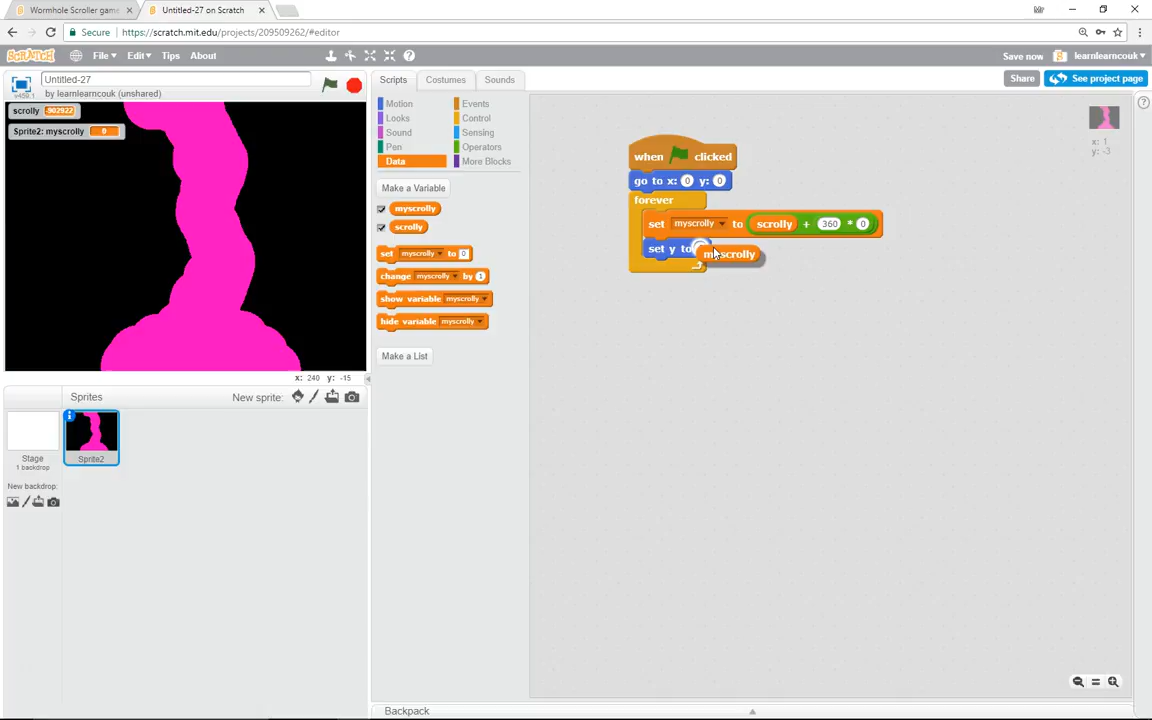 Wormhole Scroller game
Untitled-27 on Scratch
Secure
https://scratch.mit.edu/projects/209509262/#editor
SCRATCH
File Edit Tips About
Save now learnlearncouk
Untitled-27
by learnlearncouk (unshared)
Share See project page
Scripts Costumes Sounds
scrolly -902922
Sprite2: myscrolly 0
Motion Events
Looks Control
Sound Sensing
Pen Operators
Data More Blocks
Make a Variable
myscrolly
scrolly
set myscrolly to 0
change myscrolly by 1
show variable myscrolly
hide variable myscrolly
Make a List
when clicked
go to x: 0 y: 0
forever
set myscrolly to scrolly + 360 * 0
set y to myscrolly
x: 1
y: -3
x: 240 y: -15
Sprites New sprite:
Stage
1 backdrop
Sprite2
New backdrop:
Backpack